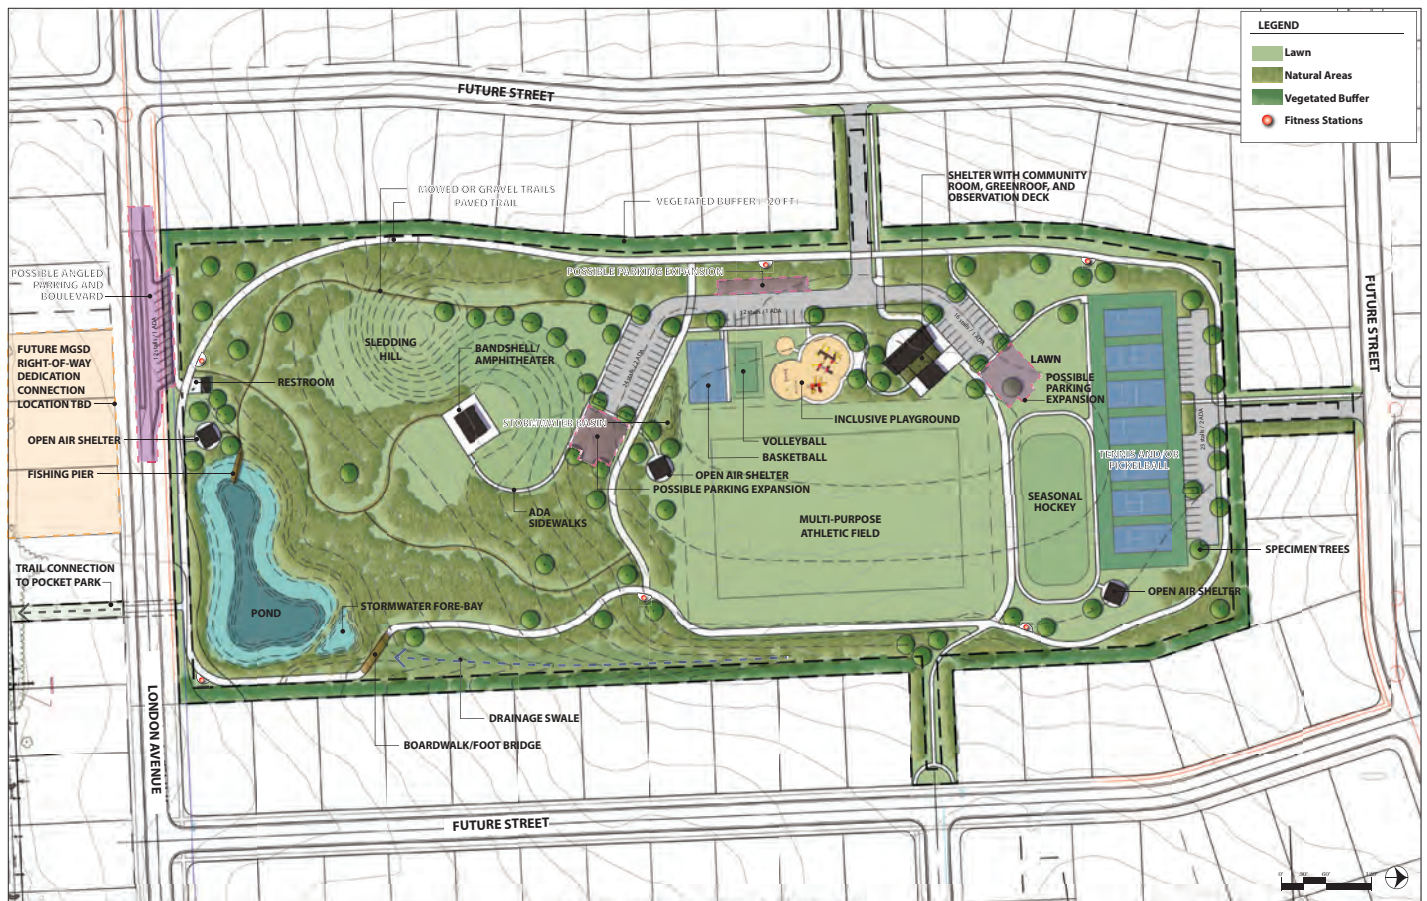 LEGEND
Lawn
Natural Areas
Vegetated Buffer
Fitness Stations
FUTURE STREET
SHELTER WITH COMMUNITY
ROOM, GREENROOF, AND
OBSERVATION DECK
MOWED OR GRAVEL TRAILS
PAVED TRAIL
POSSIBLE ANGLED
PARKING AND
BOULEVARD
POSSIBLE PARKING EXPANSION
FUTURE STREET
FUTURE MGSD
RIGHT-OF-WAY
DEDICATION
CONNECTION
LOCATION TBD
SLEDDING
HILL
BANDSHELL/
AMPHITHEATER
RESTROOM
LAWN
POSSIBLE
PARKING
EXPANSION
INCLUSIVE PLAYGROUND
STORMWATER BASIN
OPEN AIR SHELTER
VOLLEYBALL
BASKETBALL
TENNIS AND/OR
PICKELBALL
FISHING PIER
OPEN AIR SHELTER
POSSIBLE PARKING EXPANSION
ADA
SIDEWALKS
SEASONAL
HOCKEY
MULTI-PURPOSE
ATHLETIC FIELD
SPECIMEN TREES
TRAIL CONNECTION
TO POCKET PARK
OPEN AIR SHELTER
POND
STORMWATER FORE-BAY
LONDON AVENUE
DRAINAGE SWALE
BOARDWALK/FOOT BRIDGE
FUTURE STREET